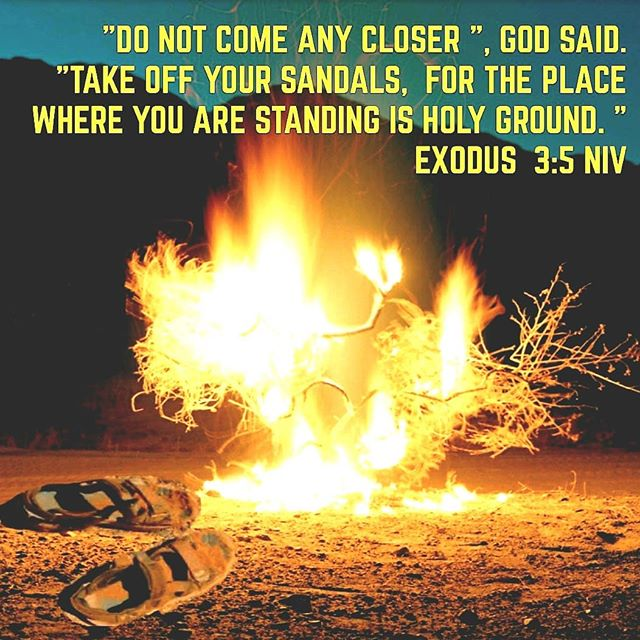 "DO NOT COME ANY CLOSER ", GOD SAID.
"TAKE OFF YOUR SANDALS, FOR THE PLACE
WHERE YOU ARE STANDING IS HOLY GROUND. "
EXODUS 3:5 NIV